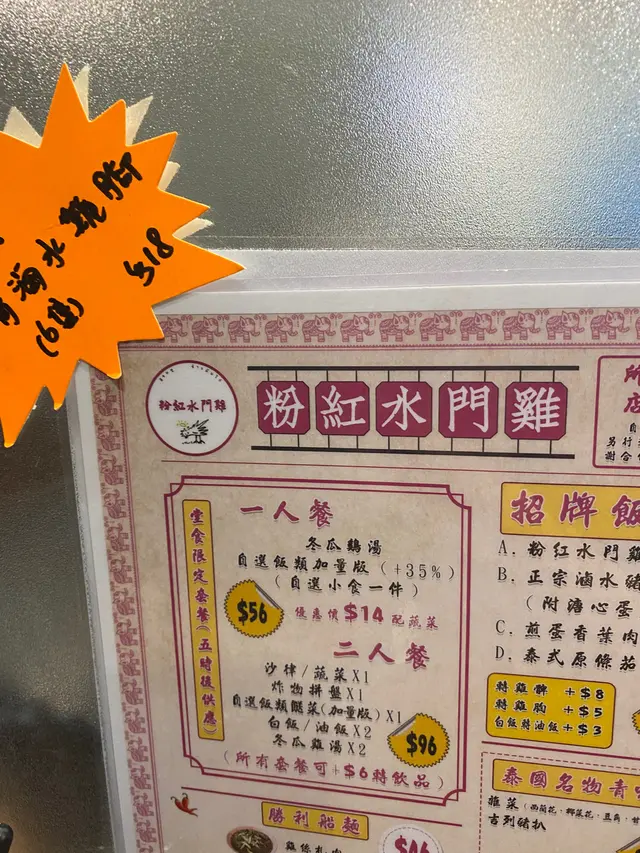 滷水雞腳
(6隻) $18
粉紅水門雞
粉紅水門雞
堂食限定套餐(五時後供應)
一人餐
冬瓜鷄湯
自選飯類加量版(+35%)
(自選小食一件)
$56
優惠價$14配蔬菜
二人餐
沙律/蔬菜X1
炸物拼盤X1
自選飯類餸菜(加量版)X1
白飯/油飯X2
冬瓜雞湯X2
$96
(所有套餐可+$6轉飲品)
勝利船麵
招牌飯
A. 粉紅水門雞
B. 正宗滷水豬
(附溏心蛋
C. 煎蛋香葉肉
D. 泰式原條茄
轉雞髀 +$8
轉雞胸 +$5
白飯轉油飯+$3
泰國名物青
吉列豬扒